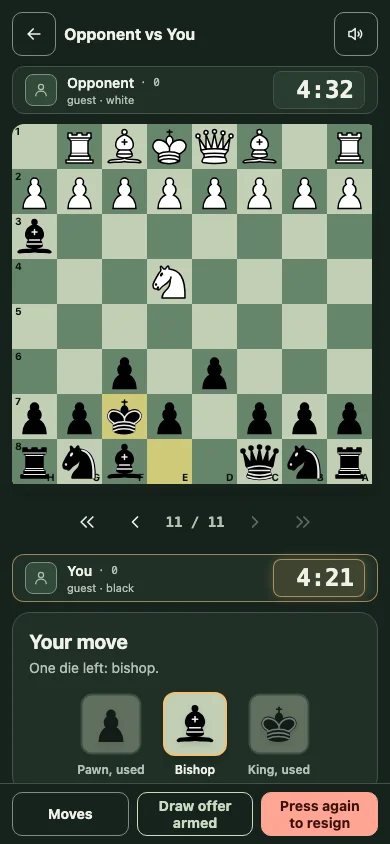 Opponent vs You
Opponent · 0
guest · white
4:32
1
2
3
4
5
6
7
8
H G F E D C B A
11 / 11
You · 0
guest · black
4:21
Your move
One die left: bishop.
Pawn, used
Bishop
King, used
Moves
Draw offer
armed
Press again
to resign